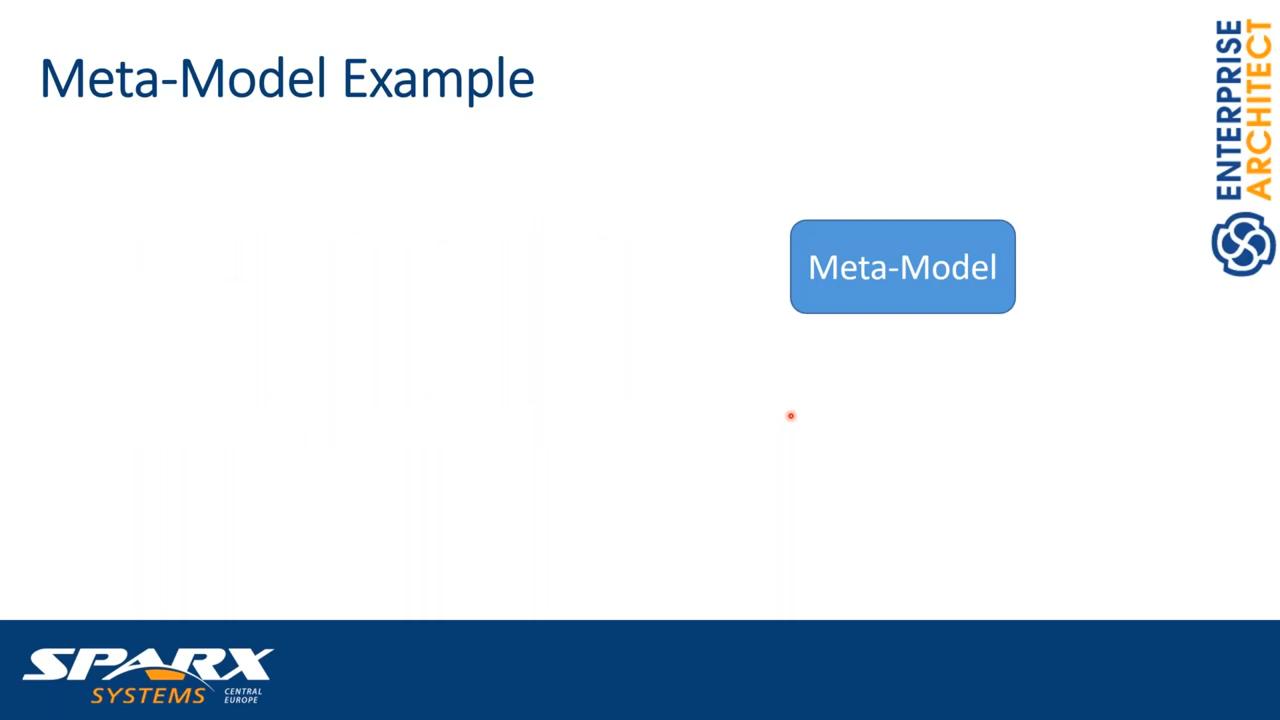 Meta-Model Example
ENTERPRISE
ARCHITECT
Meta-Model
SPARX
SYSTEMS
CENTRAL
EUROPE